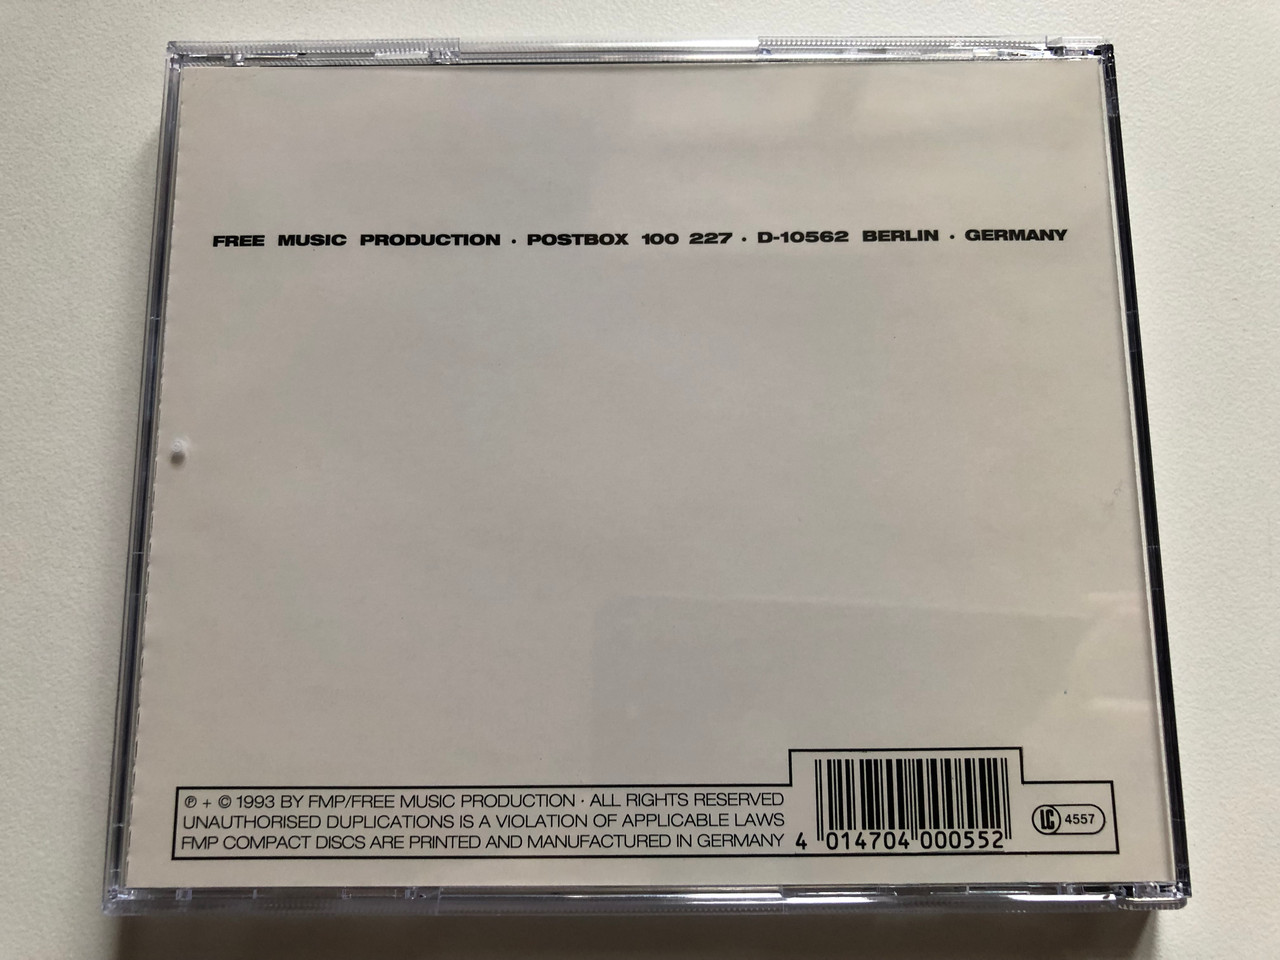 FREE MUSIC PRODUCTION · POSTBOX 100 227 · D-10562 BERLIN · GERMANY
℗ + © 1993 BY FMP/FREE MUSIC PRODUCTION · ALL RIGHTS RESERVED
UNAUTHORISED DUPLICATIONS IS A VIOLATION OF APPLICABLE LAWS
FMP COMPACT DISCS ARE PRINTED AND MANUFACTURED IN GERMANY
4 014704 000552
LC 4557